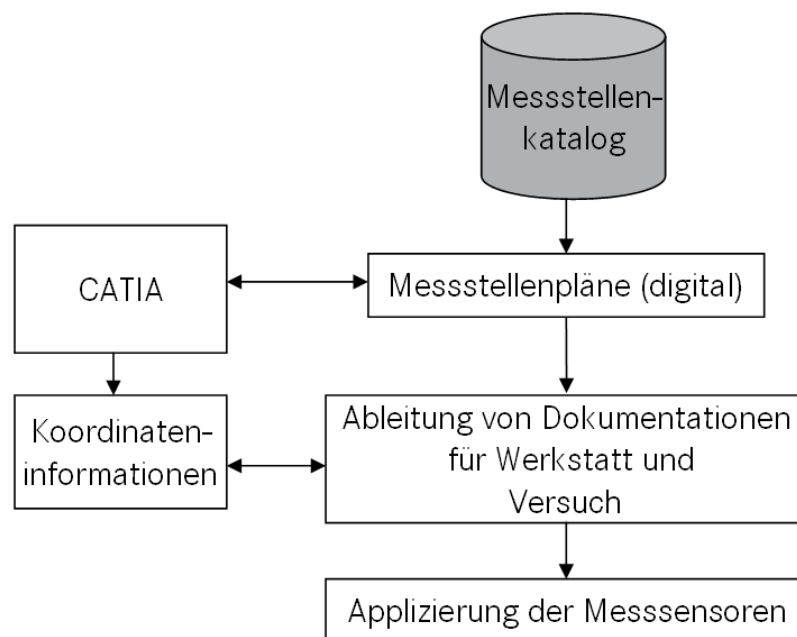 Messstellen-
katalog
CATIA
Messstellenpläne (digital)
Koordinaten-
informationen
Ableitung von Dokumentationen
für Werkstatt und
Versuch
Applizierung der Messsensoren